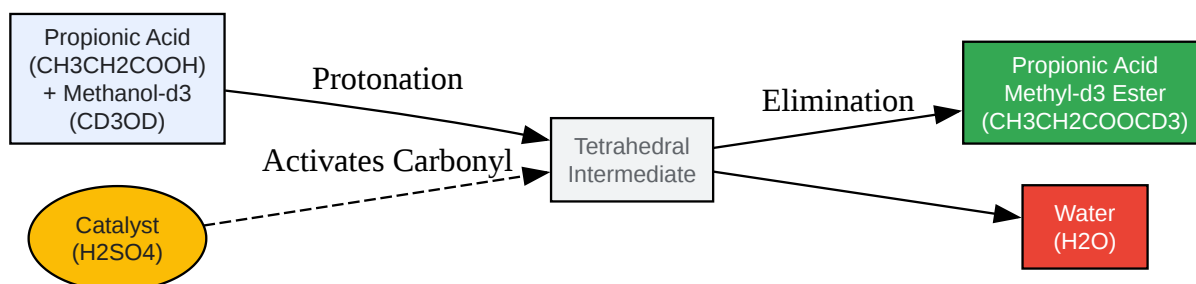 Propionic Acid
(CH3CH2COOH)
+ Methanol-d3
(CD3OD)
Protonation
Activates Carbonyl
Catalyst
(H2SO4)
Tetrahedral
Intermediate
Elimination
Propionic Acid
Methyl-d3 Ester
(CH3CH2COOCD3)
Water
(H2O)